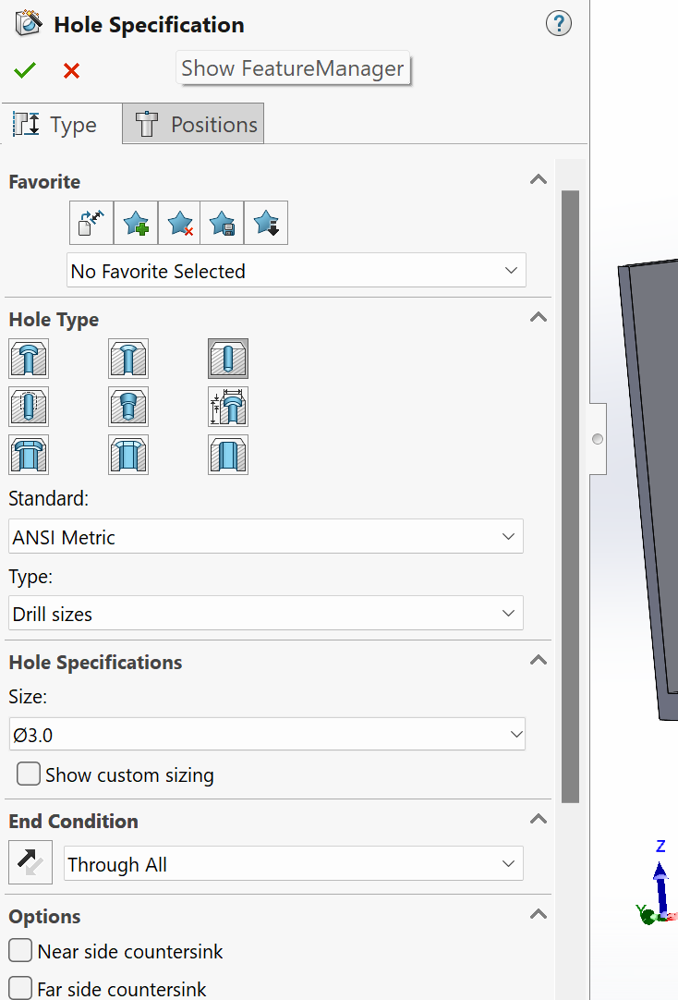 Hole Specification
?
Show FeatureManager
Type
Positions
Favorite
No Favorite Selected
Hole Type
Standard:
ANSI Metric
Type:
Drill sizes
Hole Specifications
Size:
Ø3.0
Show custom sizing
End Condition
Through All
Options
Near side countersink
Far side countersink
Z
Y